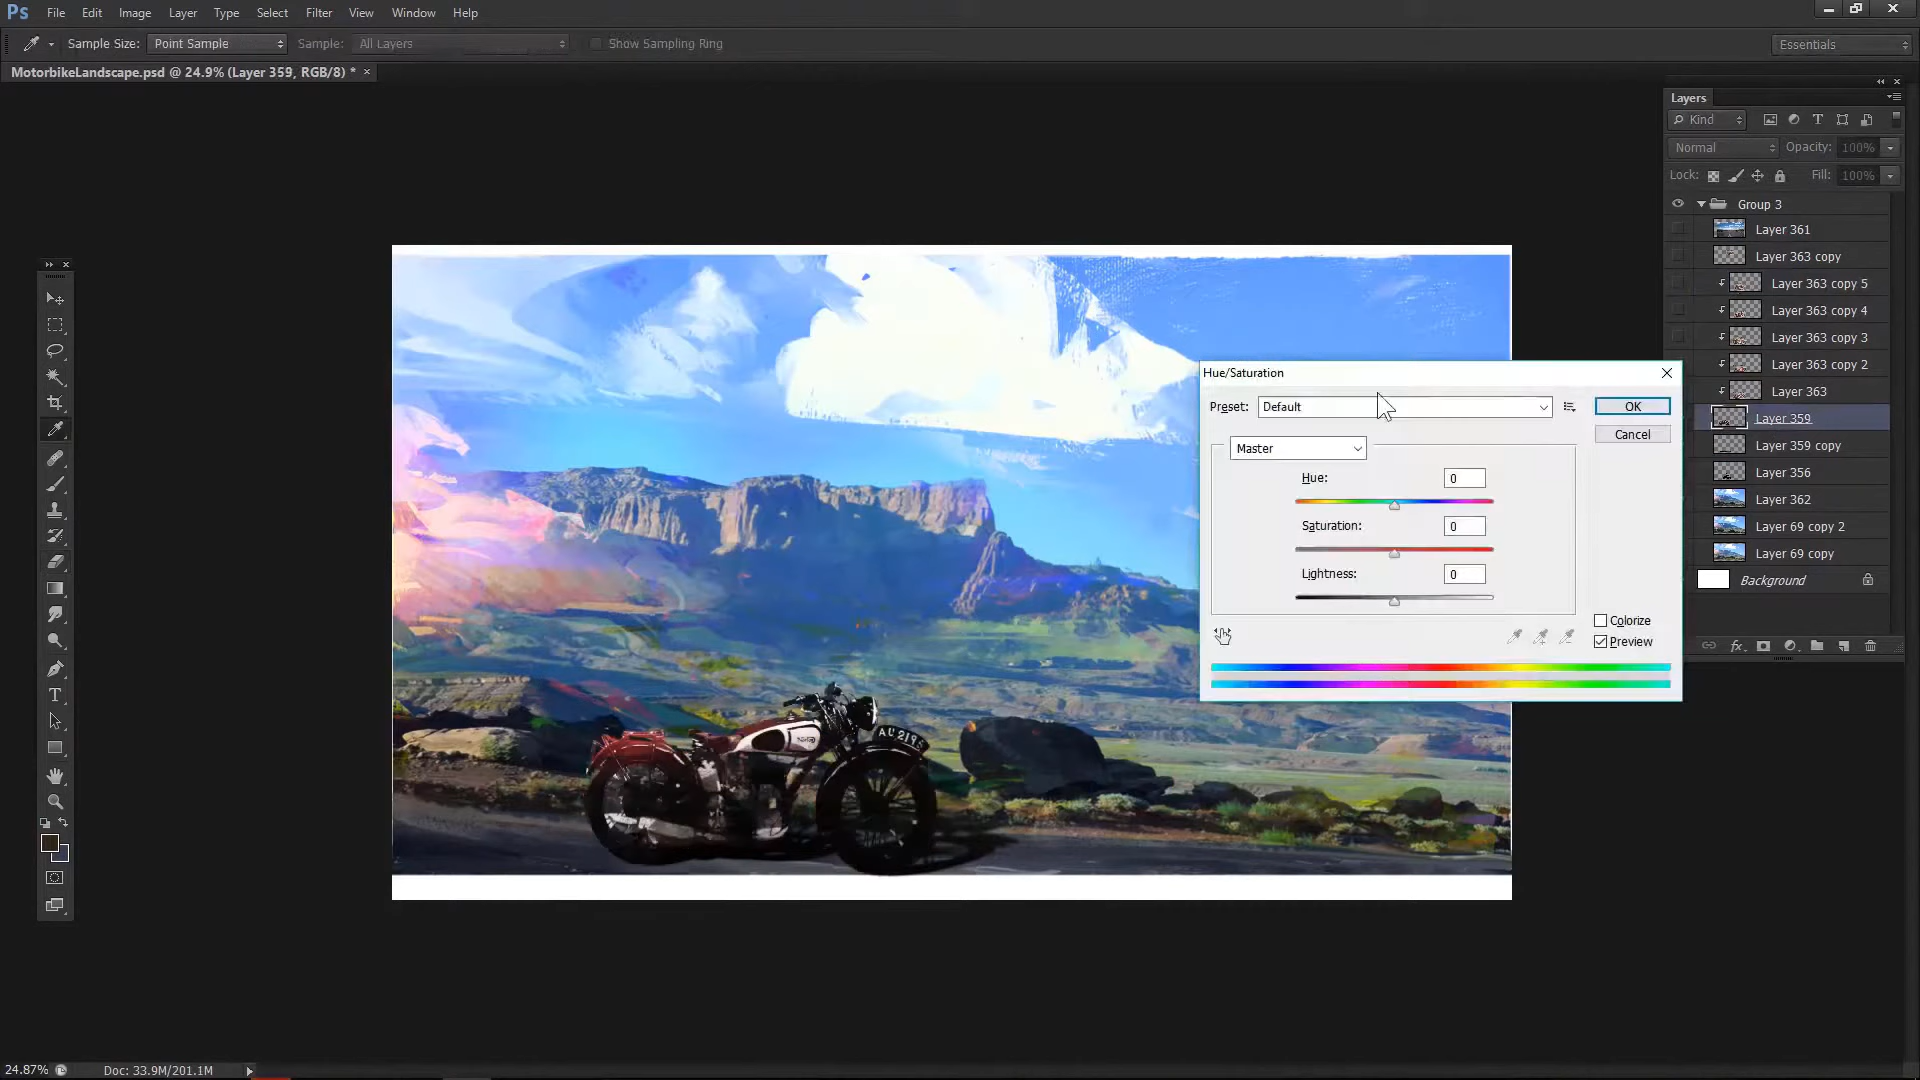 Ps File Edit Image Layer Type Select Filter View Window Help
Sample Size: Point Sample Sample: All Layers Show Sampling Ring Essentials
MotorbikeLandscape.psd @ 24.9% (Layer 359, RGB/8) * ×
Layers
Kind
Normal Opacity: 100%
Lock: Fill: 100%
Group 3
Layer 361
Layer 363 copy
Layer 363 copy 5
Layer 363 copy 4
Layer 363 copy 3
Layer 363 copy 2
Layer 363
Layer 359
Layer 359 copy
Layer 356
Layer 362
Layer 69 copy 2
Layer 69 copy
Background
fx
Hue/Saturation
Preset: Default OK
Cancel
Master
Hue: 0
Saturation: 0
Lightness: 0
Colorize
Preview
24.87% Doc: 33.9M/201.1M